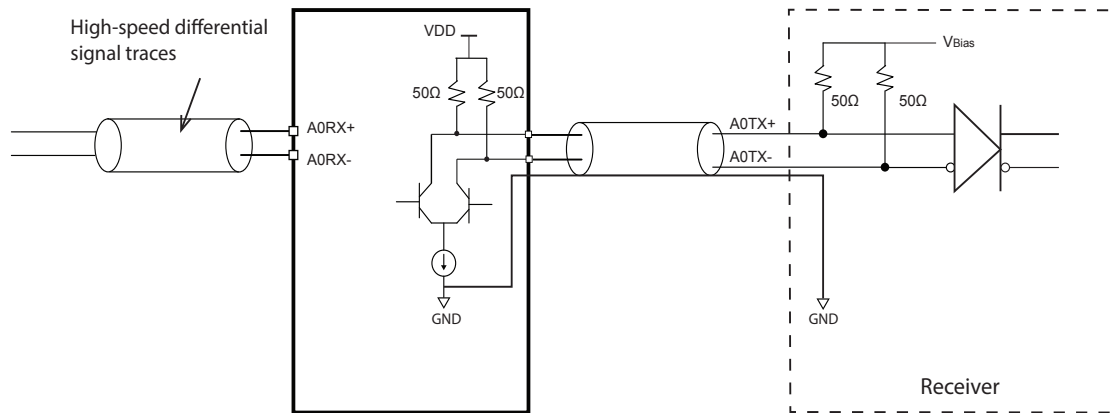 High-speed differential
signal traces
VDD
50Ω
50Ω
A0RX+
A0RX-
GND
A0TX+
A0TX-
VBias
50Ω
50Ω
GND
Receiver